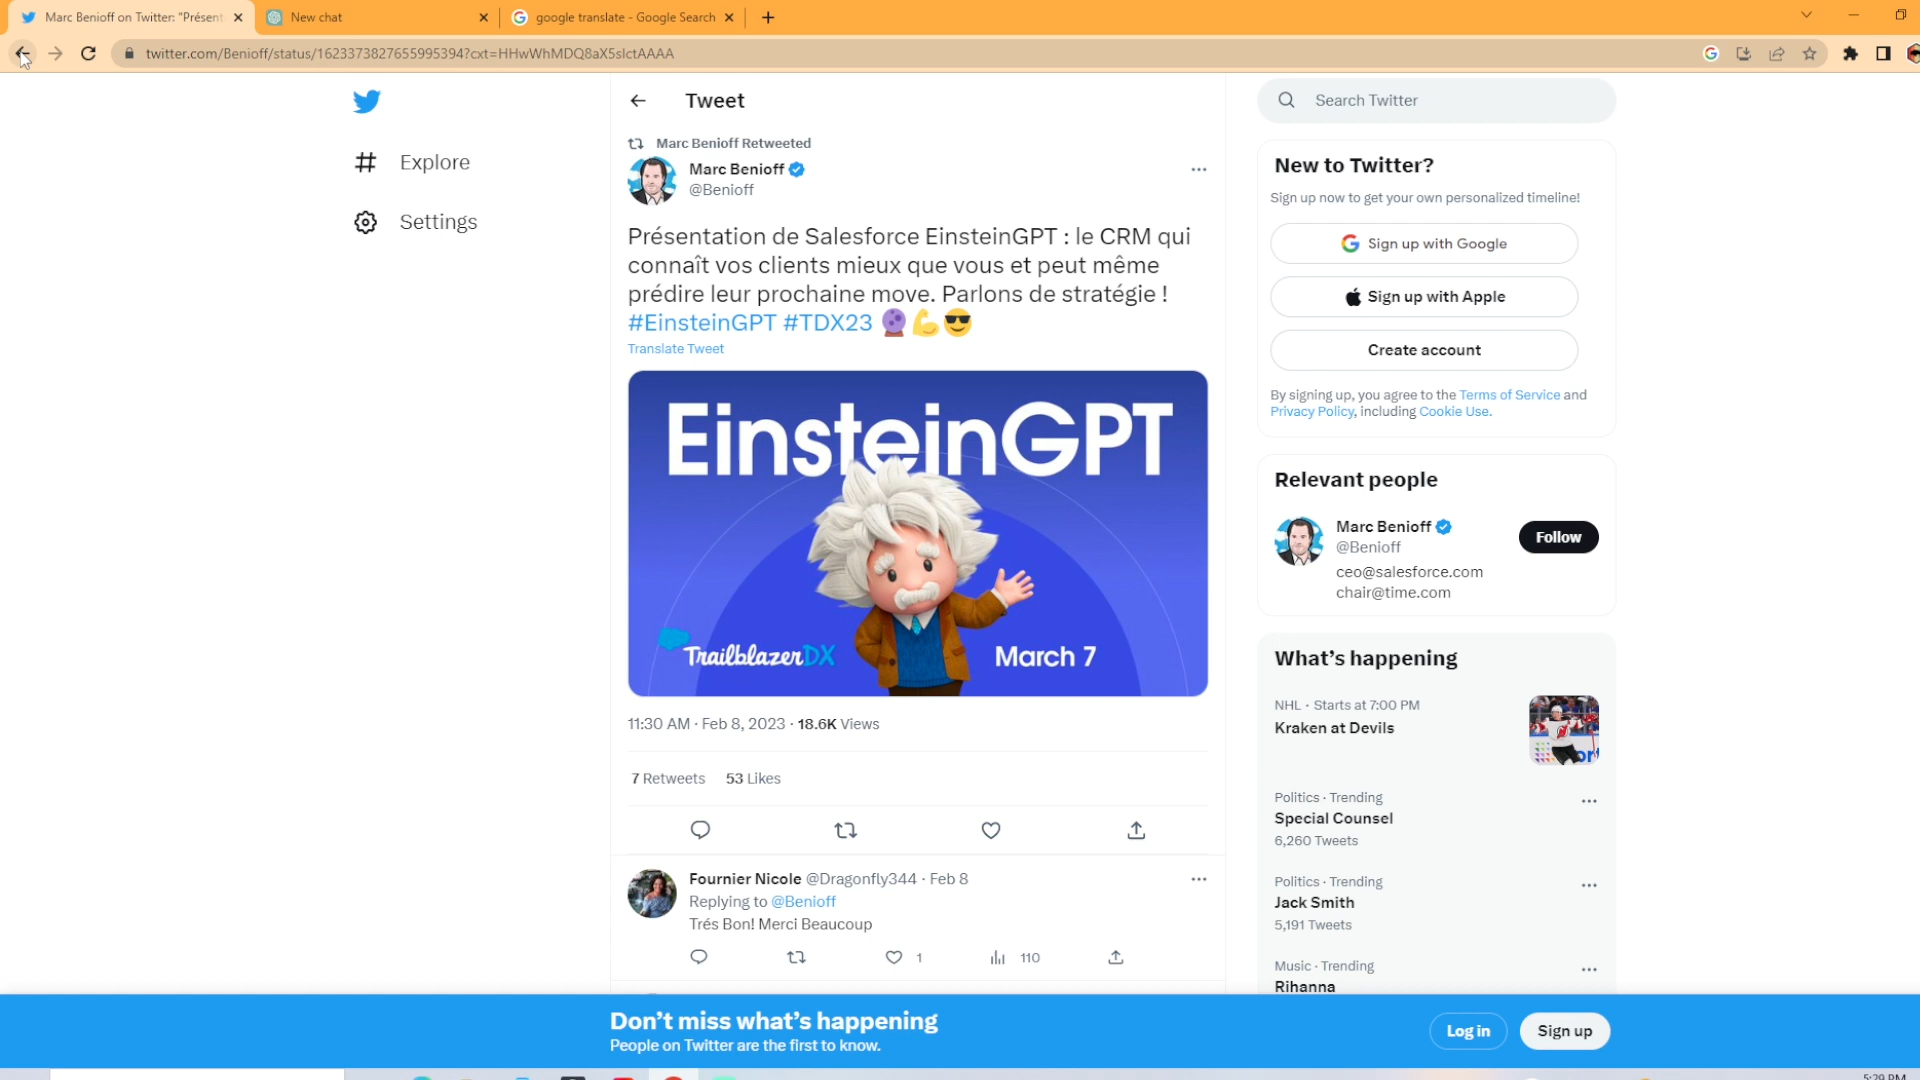 Marc Benioff on Twitter: "Présent
New chat
google translate - Google Search
twitter.com/Benioff/status/1623373827655995394?cxt=HHwWhMDQ8aX5slctAAAA
Explore
Settings
Tweet
Marc Benioff Retweeted
Marc Benioff
@Benioff
Présentation de Salesforce EinsteinGPT : le CRM qui
connaît vos clients mieux que vous et peut même
prédire leur prochaine move. Parlons de stratégie !
#EinsteinGPT #TDX23 🔮💪😎
Translate Tweet
EinsteinGPT
TrailblazerDX
March 7
11:30 AM · Feb 8, 2023 · 18.6K Views
7 Retweets 53 Likes
Fournier Nicole @Dragonfly344 · Feb 8
Replying to @Benioff
Trés Bon! Merci Beaucoup
1
110
Search Twitter
New to Twitter?
Sign up now to get your own personalized timeline!
Sign up with Google
Sign up with Apple
Create account
By signing up, you agree to the Terms of Service and
Privacy Policy, including Cookie Use.
Relevant people
Marc Benioff
@Benioff
Follow
ceo@salesforce.com
chair@time.com
What's happening
NHL · Starts at 7:00 PM
Kraken at Devils
Politics · Trending
Special Counsel
6,260 Tweets
Politics · Trending
Jack Smith
5,191 Tweets
Music · Trending
Rihanna
Don't miss what's happening
People on Twitter are the first to know.
Log in
Sign up
5:29 PM